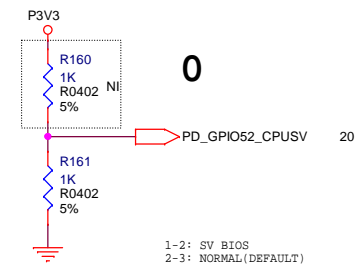 P3V3
R160
1K
R0402
5%
NI
0
PD_GPIO52_CPUSV 20
R161
1K
R0402
5%
1-2: SV BIOS
2-3: NORMAL(DEFAULT)